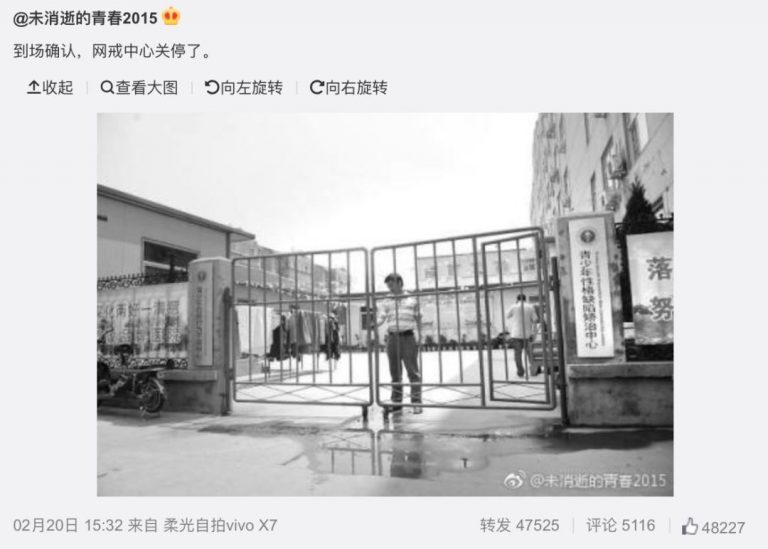 @未消逝的青春2015
到场确认，网戒中心关停了。
收起
查看大图
向左旋转
向右旋转
青少年性格缺陷矫治中心
落
努
@未消逝的青春2015
02月20日 15:32 来自 柔光自拍vivo X7
转发 47525
评论 5116
48227